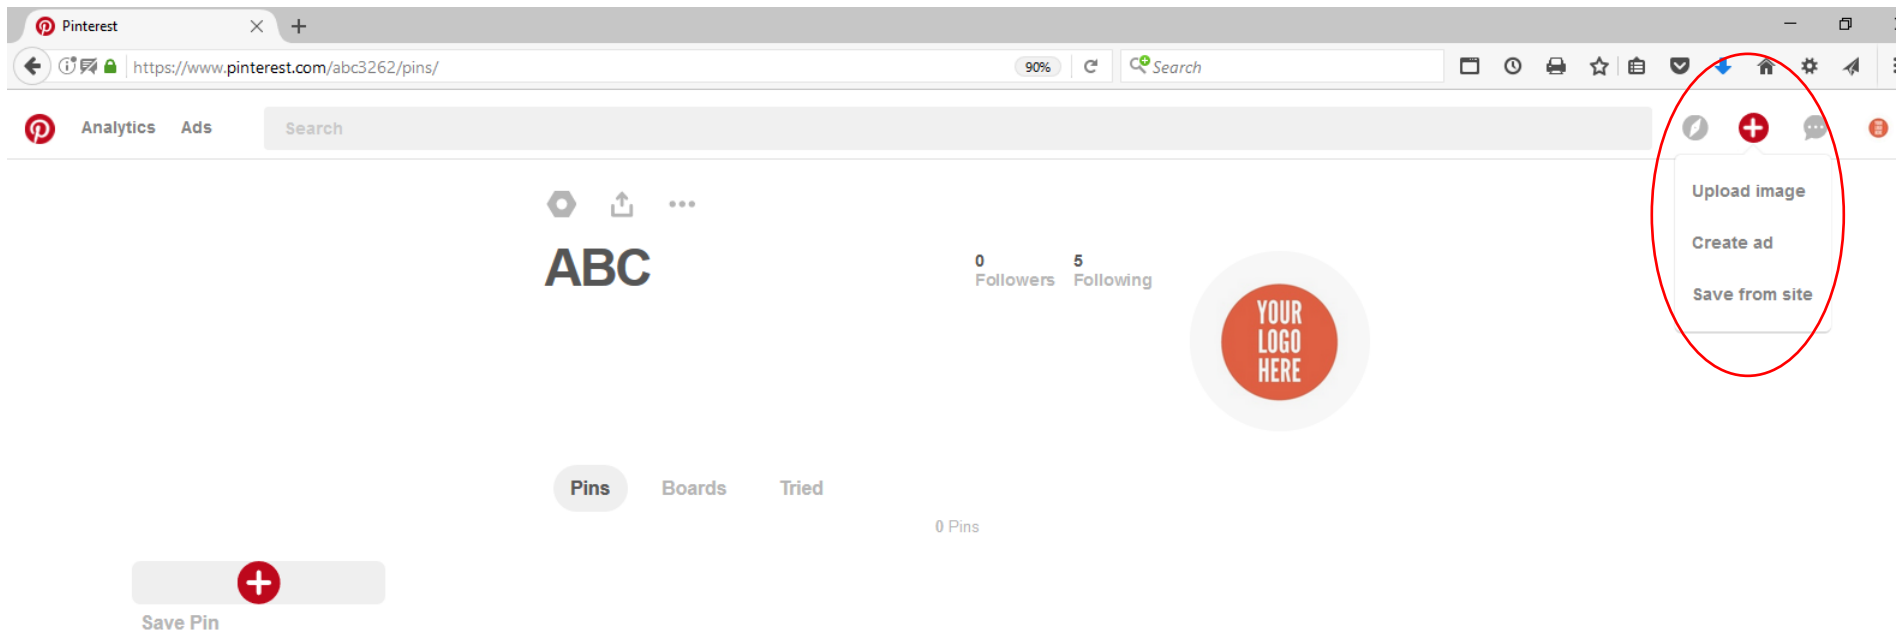 Pinterest
https://www.pinterest.com/abc3262/pins/
90%
Search
Analytics Ads Search
Upload image
Create ad
Save from site
ABC
0 5
Followers Following
YOUR
LOGO
HERE
Pins Boards Tried
0 Pins
Save Pin